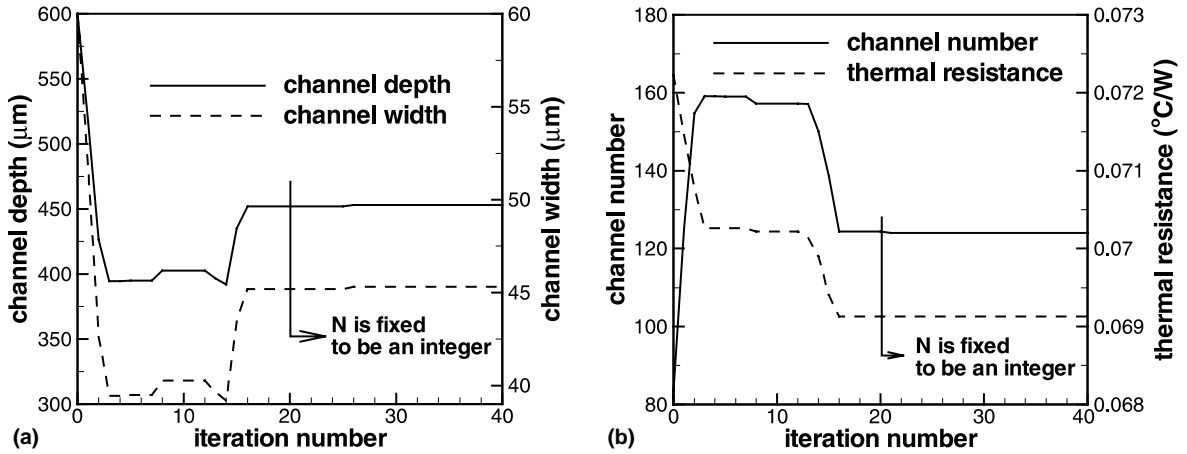 600
550
500
450
400
350
300
channel depth (μm)
channel depth
channel width
N is fixed
to be an integer
60
55
50
45
40
channel width (μm)
0
10
20
30
40
iteration number
(a)
180
160
140
120
100
80
channel number
channel number
thermal resistance
N is fixed
to be an integer
0.073
0.072
0.071
0.07
0.069
0.068
thermal resistance (°C/W)
0
10
20
30
40
iteration number
(b)